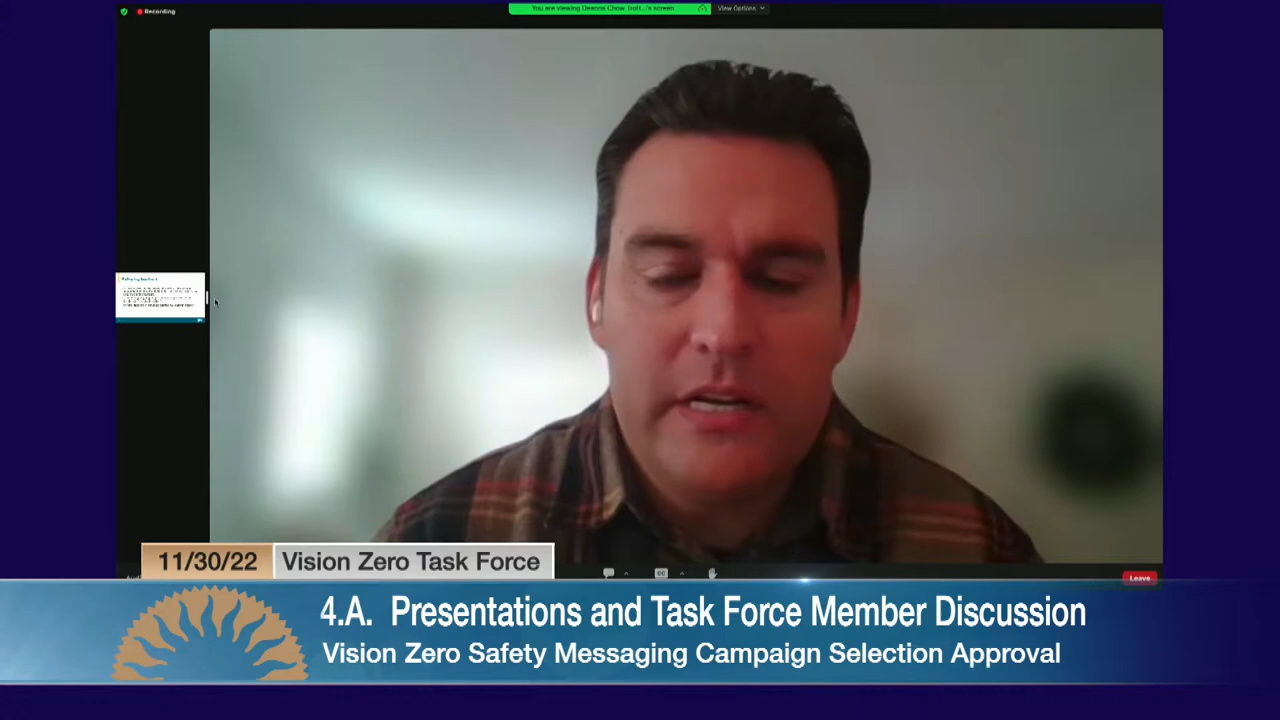 Recording
You are viewing Deanna Chow Trott...'s screen
View Options
11/30/22
Vision Zero Task Force
Leave
4.A. Presentations and Task Force Member Discussion
Vision Zero Safety Messaging Campaign Selection Approval